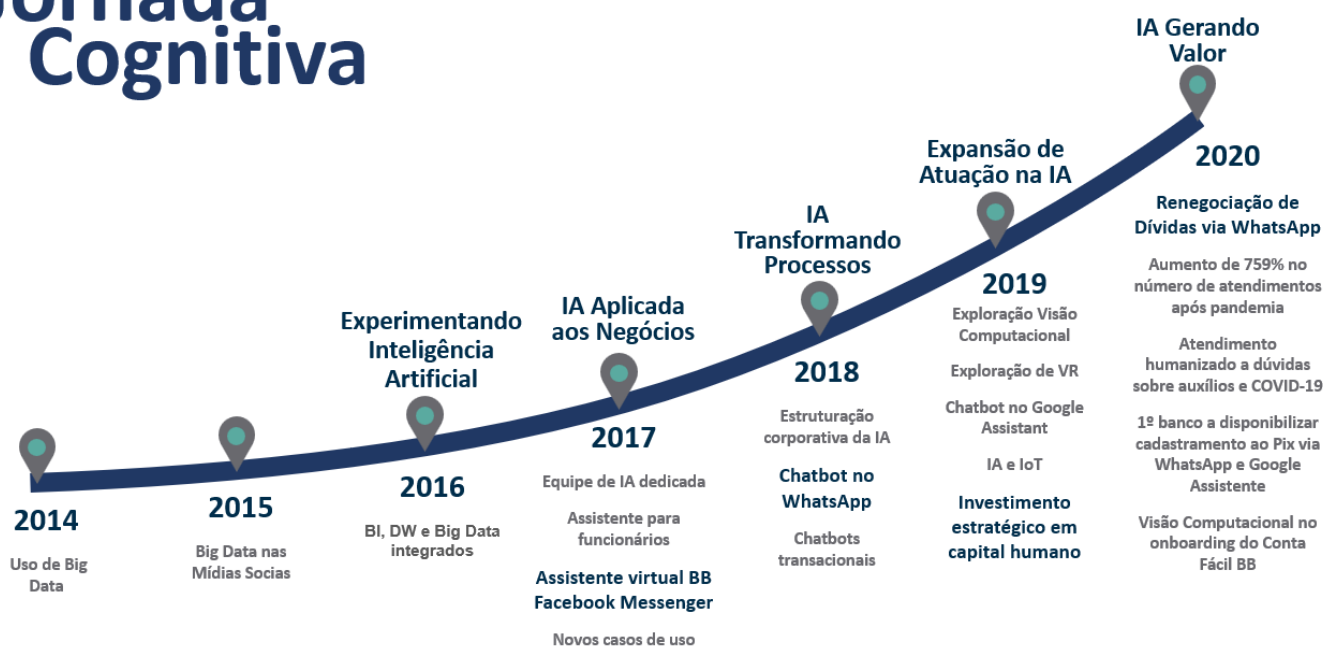 Jornada
Cognitiva
2014
Uso de Big
Data
2015
Big Data nas
Mídias Socias
Experimentando
Inteligência
Artificial
2016
BI, DW e Big Data
integrados
IA Aplicada
aos Negócios
2017
Equipe de IA dedicada
Assistente para
funcionários
Assistente virtual BB
Facebook Messenger
Novos casos de uso
IA
Transformando
Processos
2018
Estruturação
corporativa da IA
Chatbot no
WhatsApp
Chatbots
transacionais
Expansão de
Atuação na IA
2019
Exploração Visão
Computacional
Exploração de VR
Chatbot no Google
Assistant
IA e IoT
Investimento
estratégico em
capital humano
IA Gerando
Valor
2020
Renegociação de
Dívidas via WhatsApp
Aumento de 759% no
número de atendimentos
após pandemia
Atendimento
humanizado a dúvidas
sobre auxílios e COVID-19
1º banco a disponibilizar
cadastramento ao Pix via
WhatsApp e Google
Assistente
Visão Computacional no
onboarding do Conta
Fácil BB